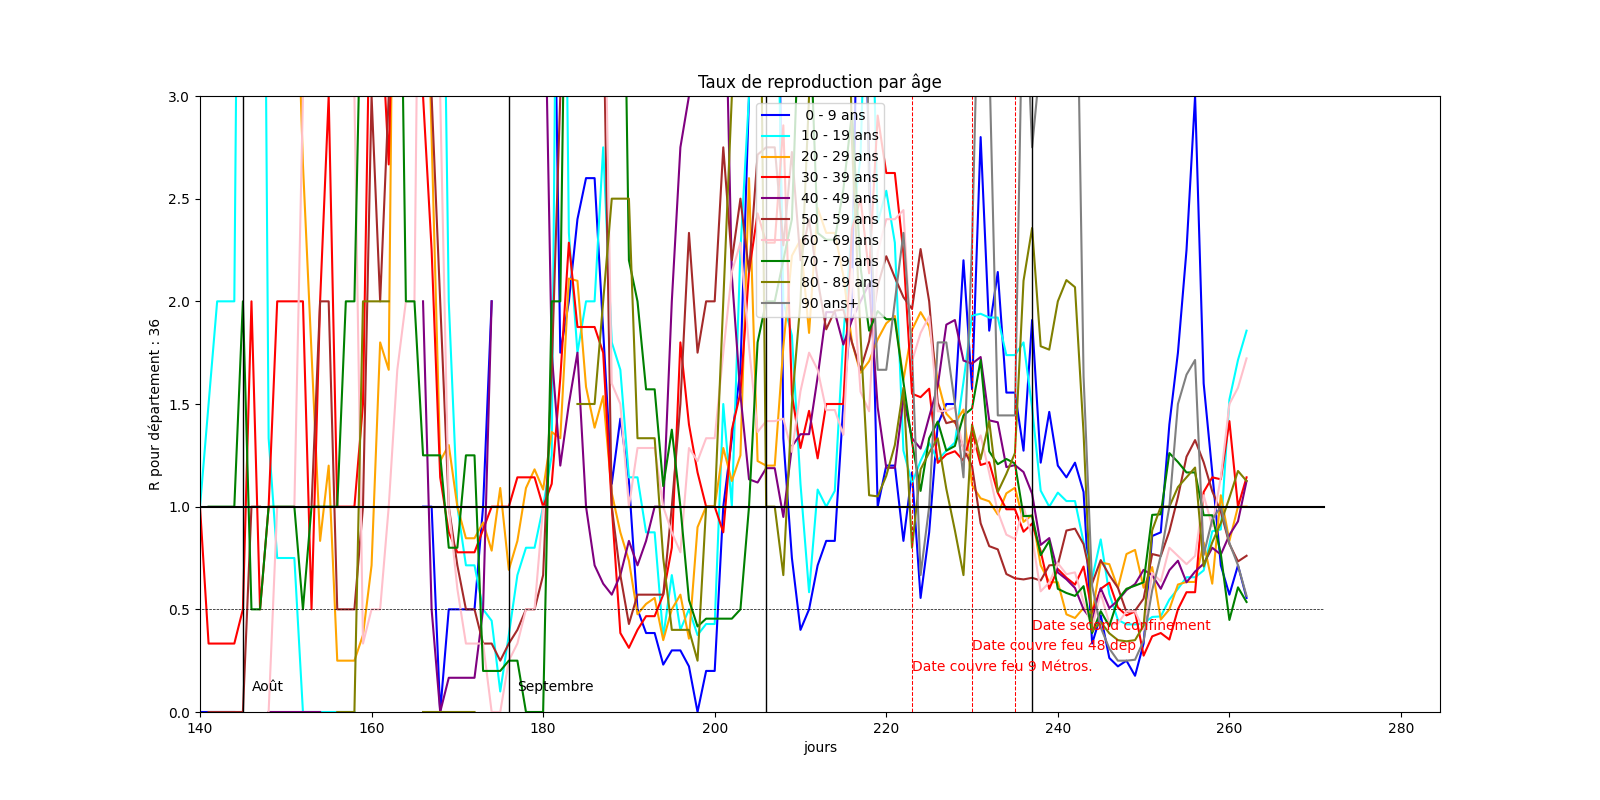 Taux de reproduction par âge
R pour département : 36
3.0
2.5
2.0
1.5
1.0
0.5
0.0
0 - 9 ans
10 - 19 ans
20 - 29 ans
30 - 39 ans
40 - 49 ans
50 - 59 ans
60 - 69 ans
70 - 79 ans
80 - 89 ans
90 ans+
Date second confinement
Date couvre feu 48 dep
Date couvre feu 9 Métros.
Août
Septembre
140
160
180
200
220
240
260
280
jours